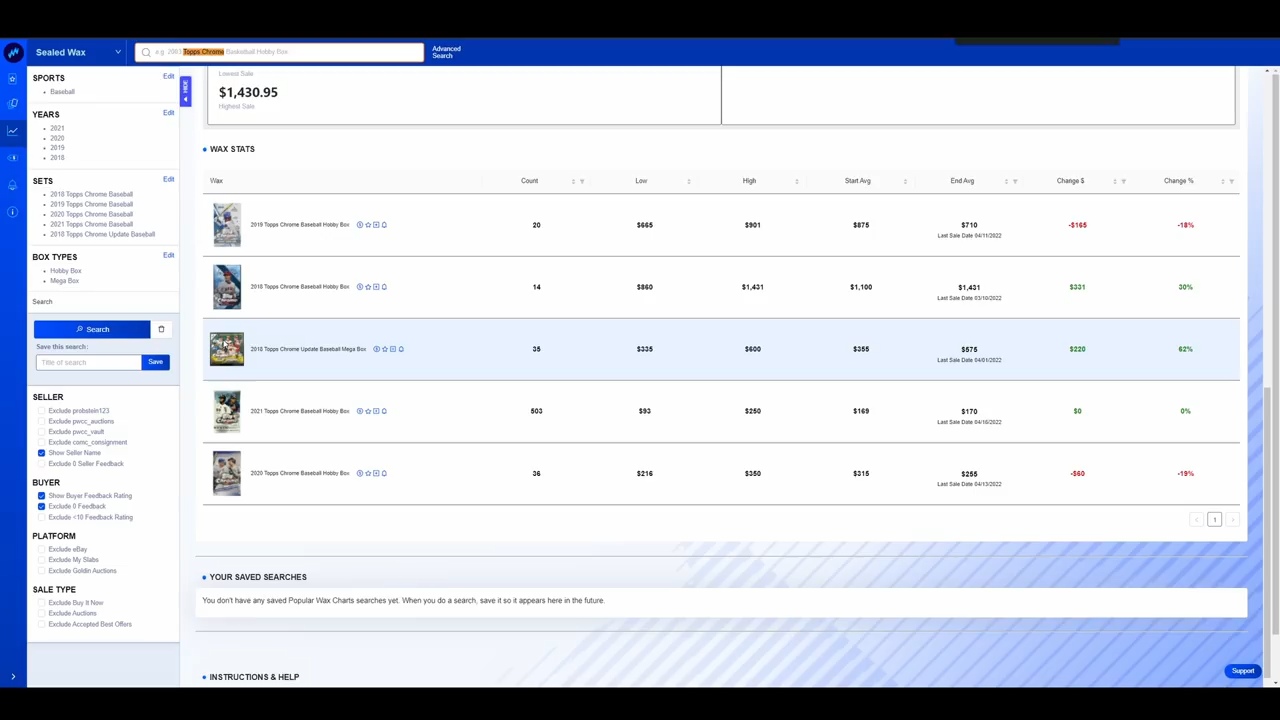 Sealed Wax
e.g. 2063 Topps Chrome Basketball Hobby Box
Advanced
Search
SPORTS
Edit
Baseball
YEARS
Edit
2021
2020
2019
2018
SETS
Edit
2018 Topps Chrome Baseball
2019 Topps Chrome Baseball
2020 Topps Chrome Baseball
2021 Topps Chrome Baseball
2018 Topps Chrome Update Baseball
BOX TYPES
Edit
Hobby Box
Mega Box
Search
Search
Save this search:
Title of search
Save
SELLER
Exclude probstein123
Exclude pwcc_auctions
Exclude pwcc_vault
Exclude comc_consignment
Show Seller Name
Exclude 0 Seller Feedback
BUYER
Show Buyer Feedback Rating
Exclude 0 Feedback
Exclude <10 Feedback Rating
PLATFORM
Exclude eBay
Exclude My Slabs
Exclude Goldin Auctions
SALE TYPE
Exclude Buy It Now
Exclude Auctions
Exclude Accepted Best Offers
HIDE
Lowest Sale
$1,430.95
Highest Sale
WAX STATS
Wax Count Low High Start Avg End Avg Change $ Change %
2019 Topps Chrome Baseball Hobby Box 20 $665 $901 $875 $710 -$165 -18%
Last Sale Date 04/11/2022
2018 Topps Chrome Baseball Hobby Box 14 $860 $1,431 $1,100 $1,431 $331 30%
Last Sale Date 03/10/2022
2018 Topps Chrome Update Baseball Mega Box 35 $335 $600 $355 $575 $220 62%
Last Sale Date 04/01/2022
2021 Topps Chrome Baseball Hobby Box 503 $93 $250 $169 $170 $0 0%
Last Sale Date 04/16/2022
2020 Topps Chrome Baseball Hobby Box 36 $216 $350 $315 $255 -$60 -19%
Last Sale Date 04/13/2022
1
YOUR SAVED SEARCHES
You don't have any saved Popular Wax Charts searches yet. When you do a search, save it so it appears here in the future.
INSTRUCTIONS & HELP
Support